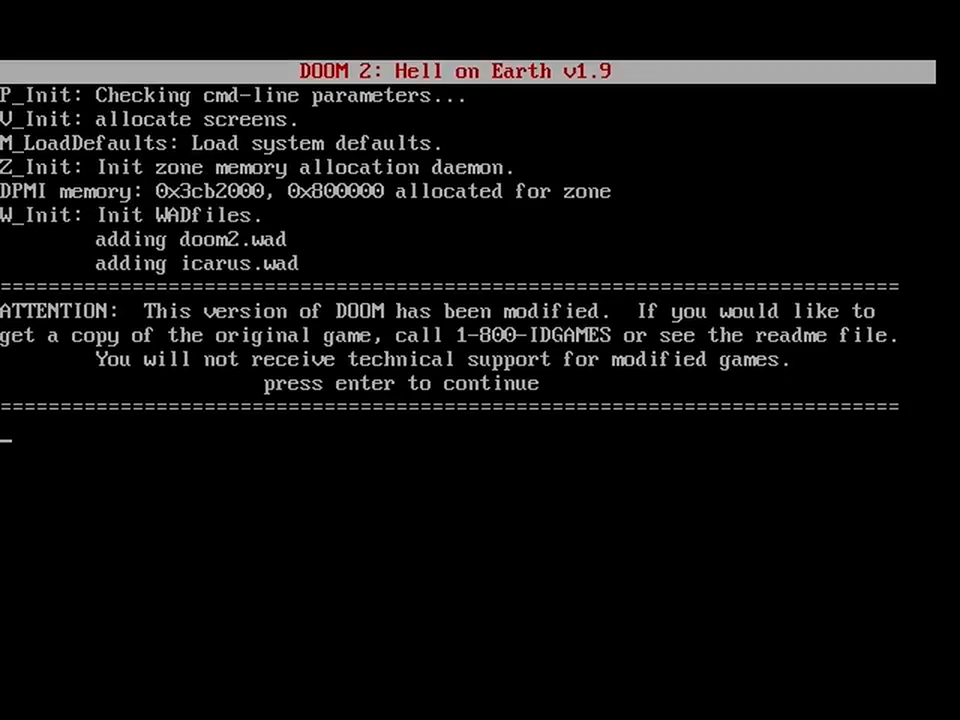 DOOM 2: Hell on Earth v1.9
P_Init: Checking cmd-line parameters...
V_Init: allocate screens.
M_LoadDefaults: Load system defaults.
Z_Init: Init zone memory allocation daemon.
DPMI memory: 0x3cb2000, 0x800000 allocated for zone
W_Init: Init WADfiles.
adding doom2.wad
adding icarus.wad
===========================================================================
ATTENTION:  This version of DOOM has been modified.  If you would like to
get a copy of the original game, call 1-800-IDGAMES or see the readme file.
You will not receive technical support for modified games.
press enter to continue
===========================================================================
_